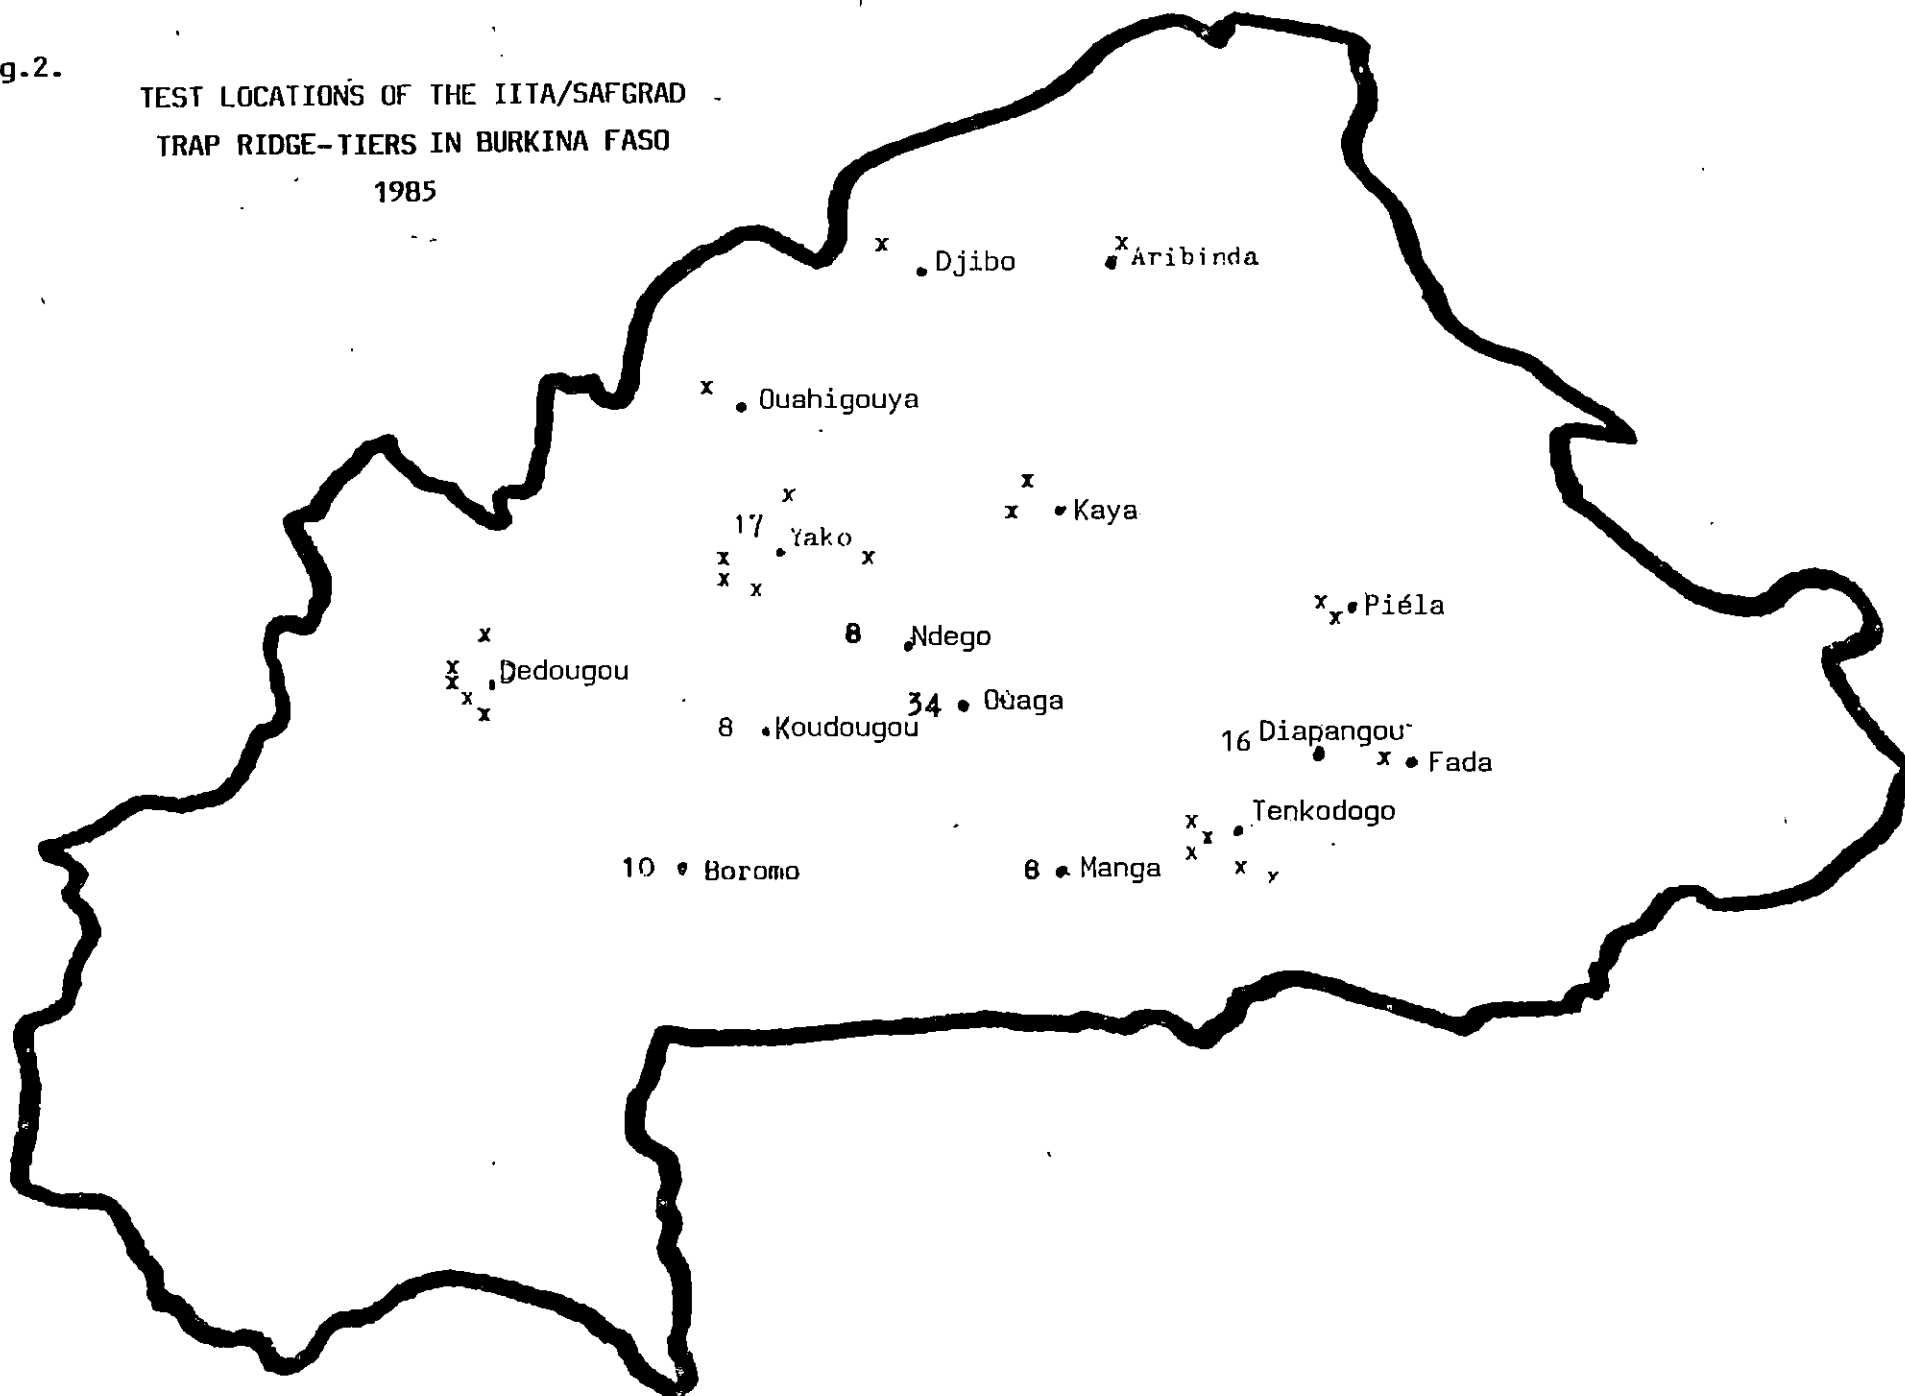 g.2.
TEST LOCATIONS OF THE IITA/SAFGRAD
TRAP RIDGE-TIERS IN BURKINA FASO
1985
x
Djibo
x
Aribinda
x
Ouahigouya
x
x
x
Kaya
17
Yako
x
x
x
x
8
Ndego
x x
Piéla
x
x
x
x
x
Dedougou
34
Ouaga
8
Koudougou
16
Diapangou
x
Fada
Tenkodogo
x
x
x
x
x
10
Boromo
8
Manga